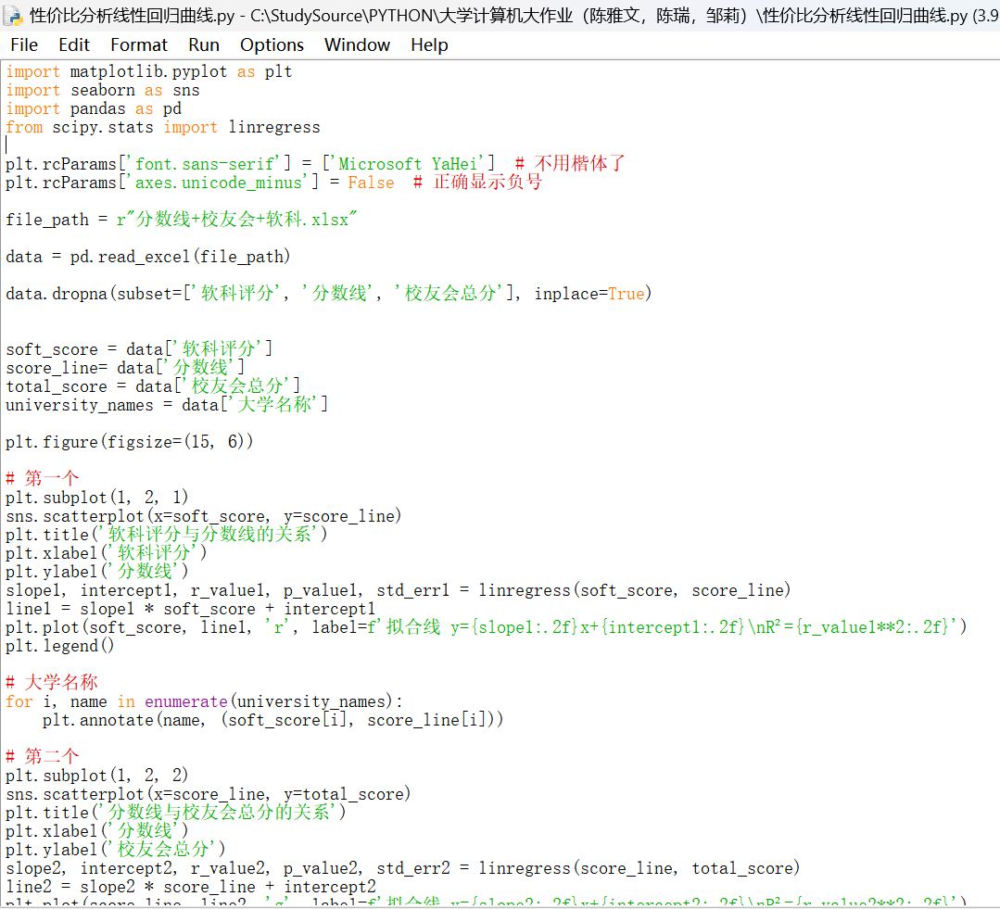 性价比分析线性回归曲线.py - C:\StudySource\PYTHON\大学计算机大作业（陈雅文，陈瑞，邹莉）\性价比分析线性回归曲线.py (3.9
File Edit Format Run Options Window Help
import matplotlib.pyplot as plt
import seaborn as sns
import pandas as pd
from scipy.stats import linregress
plt.rcParams['font.sans-serif'] = ['Microsoft YaHei']  # 不用楷体了
plt.rcParams['axes.unicode_minus'] = False  # 正确显示负号
file_path = r"分数线+校友会+软科.xlsx"
data = pd.read_excel(file_path)
data.dropna(subset=['软科评分', '分数线', '校友会总分'], inplace=True)
soft_score = data['软科评分']
score_line= data['分数线']
total_score = data['校友会总分']
university_names = data['大学名称']
plt.figure(figsize=(15, 6))
# 第一个
plt.subplot(1, 2, 1)
sns.scatterplot(x=soft_score, y=score_line)
plt.title('软科评分与分数线的关系')
plt.xlabel('软科评分')
plt.ylabel('分数线')
slope1, intercept1, r_value1, p_value1, std_err1 = linregress(soft_score, score_line)
line1 = slope1 * soft_score + intercept1
plt.plot(soft_score, line1, 'r', label=f'拟合线 y={slope1:.2f}x+{intercept1:.2f}\nR²={r_value1**2:.2f}')
plt.legend()
# 大学名称
for i, name in enumerate(university_names):
    plt.annotate(name, (soft_score[i], score_line[i]))
# 第二个
plt.subplot(1, 2, 2)
sns.scatterplot(x=score_line, y=total_score)
plt.title('分数线与校友会总分的关系')
plt.xlabel('分数线')
plt.ylabel('校友会总分')
slope2, intercept2, r_value2, p_value2, std_err2 = linregress(score_line, total_score)
line2 = slope2 * score_line + intercept2
plt.plot(score_line, line2, 'g', label=f'拟合线 y={slope2:.2f}x+{intercept2:.2f}\nR²={r_value2**2:.2f}')